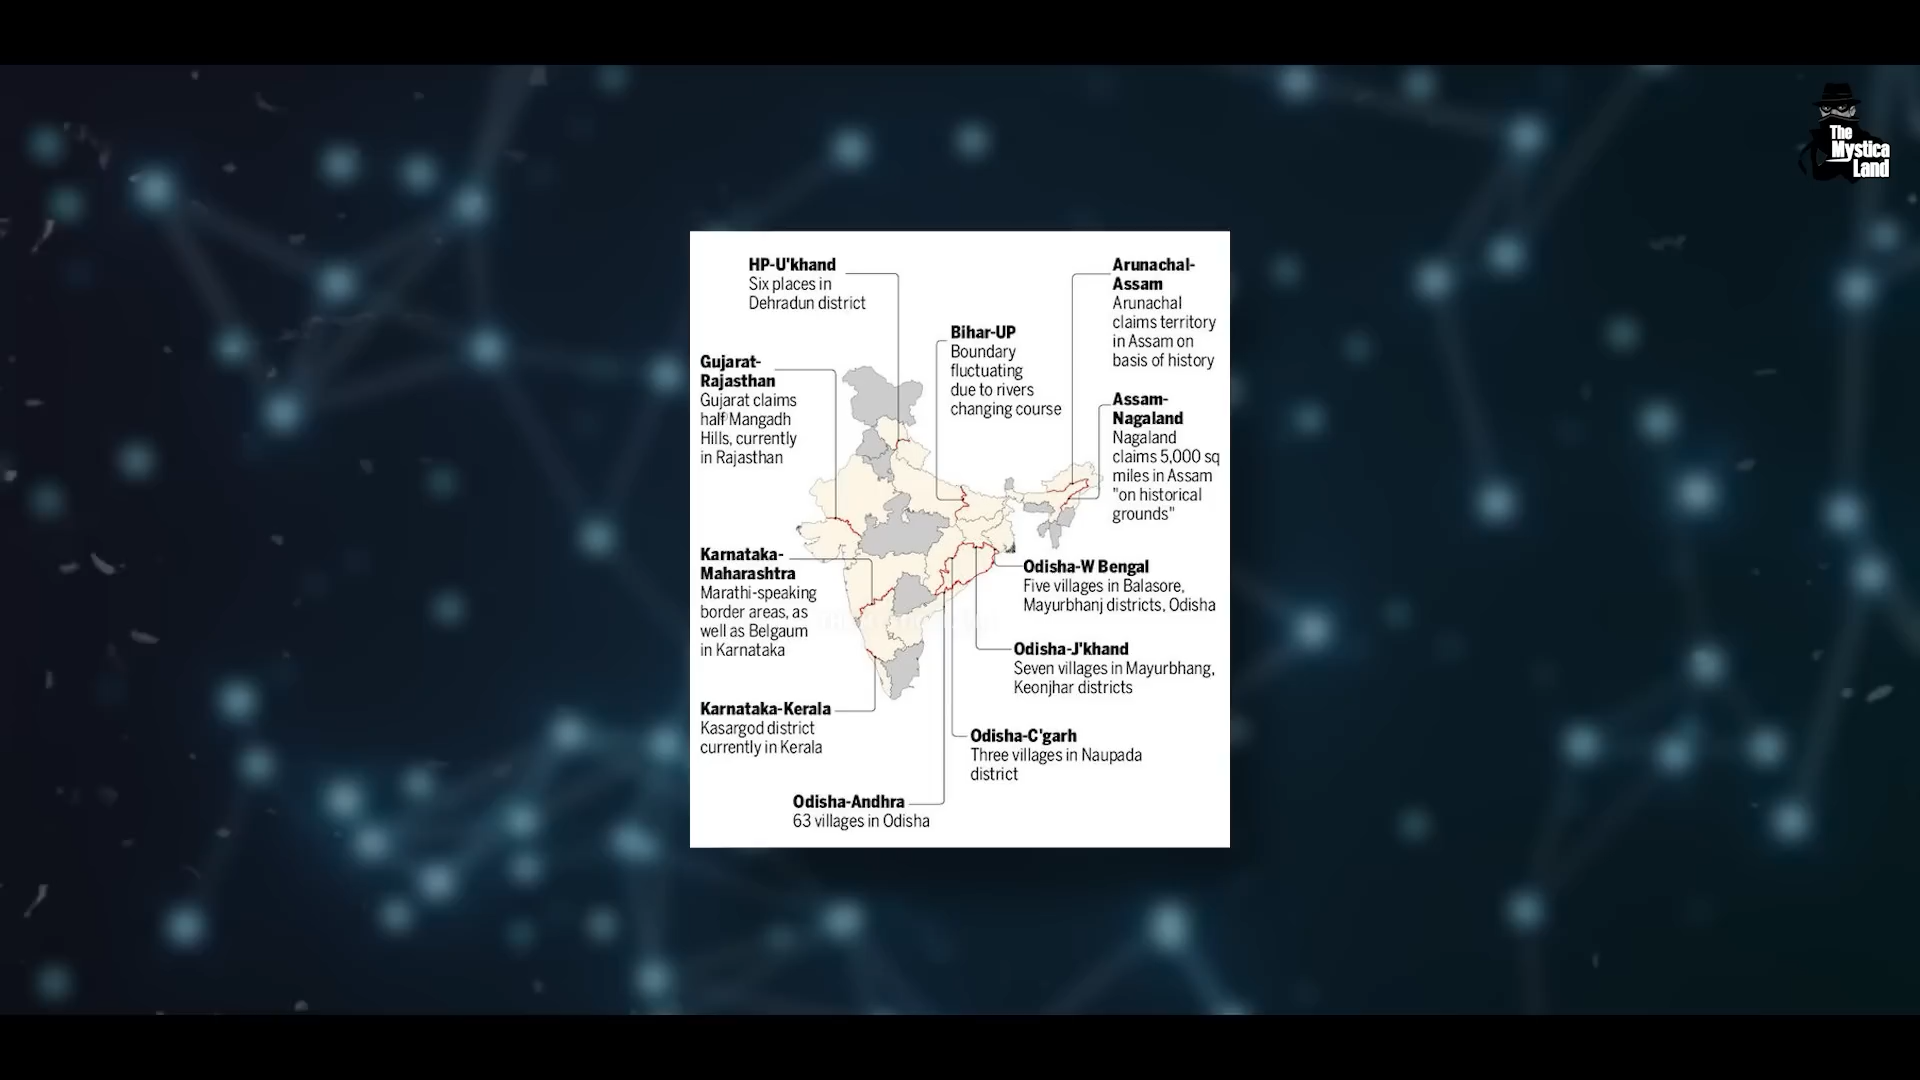 The
Mystica
Land
HP-U'khand
Six places in
Dehradun district
Arunachal-
Assam
Arunachal
claims territory
in Assam on
basis of history
Bihar-UP
Boundary
fluctuating
due to rivers
changing course
Gujarat-
Rajasthan
Gujarat claims
half Mangadh
Hills, currently
in Rajasthan
Assam-
Nagaland
Nagaland
claims 5,000 sq
miles in Assam
"on historical
grounds"
Karnataka-
Maharashtra
Marathi-speaking
border areas, as
well as Belgaum
in Karnataka
Odisha-W Bengal
Five villages in Balasore,
Mayurbhanj districts, Odisha
Odisha-J'khand
Seven villages in Mayurbhang,
Keonjhar districts
Karnataka-Kerala
Kasargod district
currently in Kerala
Odisha-C'garh
Three villages in Naupada
district
Odisha-Andhra
63 villages in Odisha